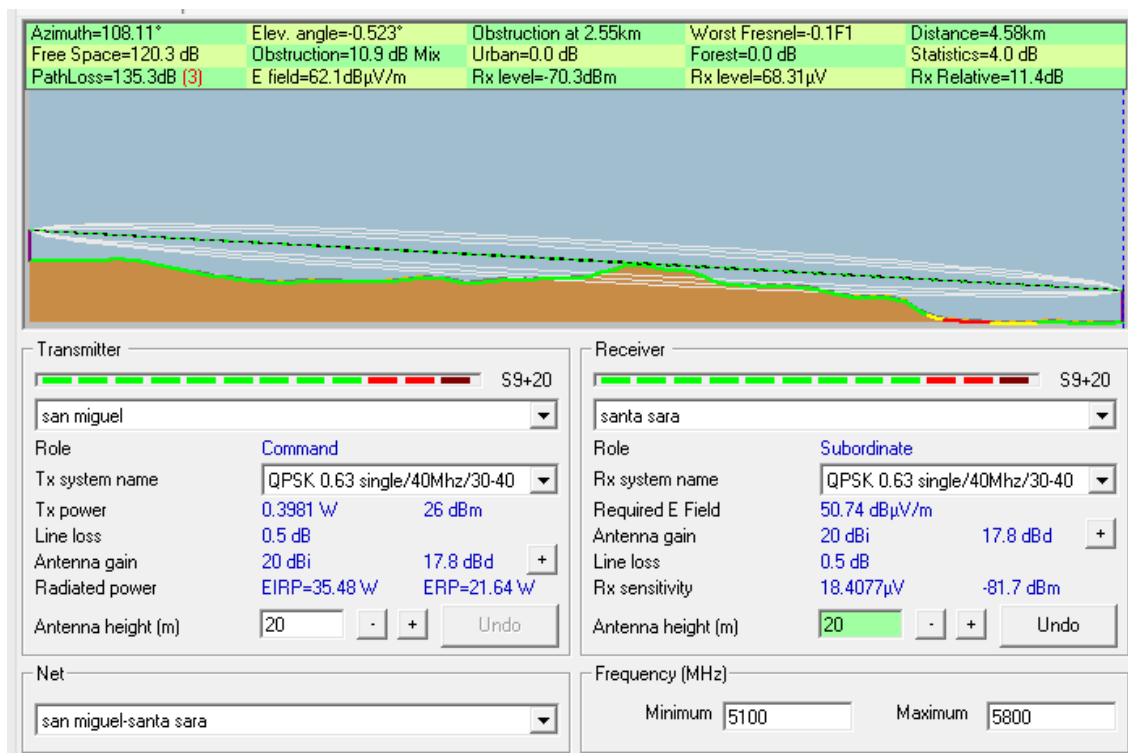 Azimuth=108.11° Elev. angle=-0.523° Obstruction at 2.55km Worst Fresnel=-0.1F1 Distance=4.58km
Free Space=120.3 dB Obstruction=10.9 dB Mix Urban=0.0 dB Forest=0.0 dB Statistics=4.0 dB
PathLoss=135.3dB (3) E field=62.1dBµV/m Rx level=-70.3dBm Rx level=68.31µV Rx Relative=11.4dB
Transmitter
S9+20
san miguel
Role Command
Tx system name QPSK 0.63 single/40Mhz/30-40
Tx power 0.3981 W 26 dBm
Line loss 0.5 dB
Antenna gain 20 dBi 17.8 dBd +
Radiated power EIRP=35.48 W ERP=21.64 W
Antenna height (m) 20 - + Undo
Receiver
S9+20
santa sara
Role Subordinate
Rx system name QPSK 0.63 single/40Mhz/30-40
Required E Field 50.74 dBµV/m
Antenna gain 20 dBi 17.8 dBd +
Line loss 0.5 dB
Rx sensitivity 18.4077µV -81.7 dBm
Antenna height (m) 20 - + Undo
Net
san miguel-santa sara
Frequency (MHz)
Minimum 5100 Maximum 5800